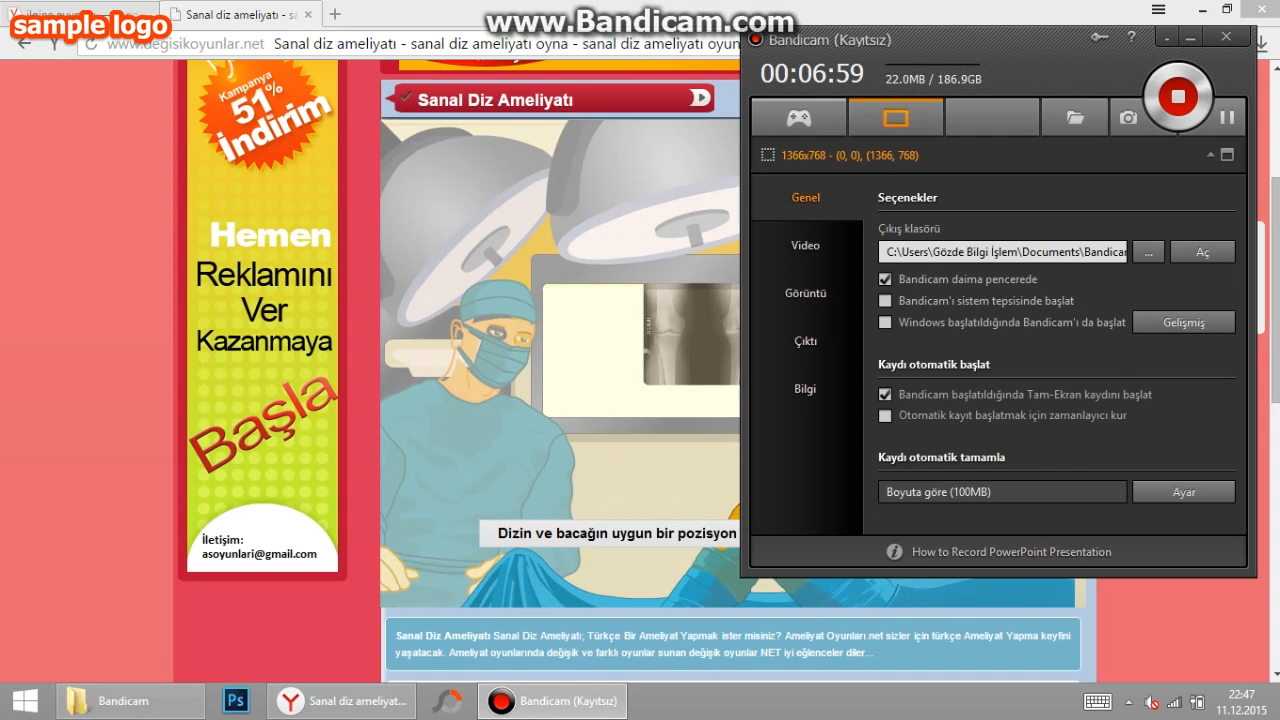 www.Bandicam.com
sample logo
Sanal diz ameliyatı - sa
www.degisikoyunlar.net Sanal diz ameliyatı - sanal diz ameliyatı oyna - sanal diz ameliyatı oyun
Kampanya
51%
İndirim
Hemen
Reklamını
Ver
Kazanmaya
Başla
İletişim:
asoyunlari@gmail.com
Sanal Diz Ameliyatı
Dizin ve bacağın uygun bir pozisyon
Sanal Diz Ameliyatı Sanal Diz Ameliyatı; Türkçe Bir Ameliyat Yapmak ister misiniz? Ameliyat Oyunları.net sizler için türkçe Ameliyat Yapma keyfini
yaşatacak. Ameliyat oyunlarında değişik ve farklı oyunlar sunan değişik oyunlar NET iyi eğlenceler diler...
Bandicam (Kayıtsız)
00:06:59
22.0MB / 186.9GB
1366x768 - (0, 0), (1366, 768)
Genel
Video
Görüntü
Çıktı
Bilgi
Seçenekler
Çıkış klasörü
C:\Users\Gözde Bilgi İşlem\Documents\Bandicam
...
Aç
Bandicam daima pencerede
Bandicam'ı sistem tepsisinde başlat
Windows başlatıldığında Bandicam'ı da başlat
Gelişmiş
Kaydı otomatik başlat
Bandicam başlatıldığında Tam-Ekran kaydını başlat
Otomatik kayıt başlatmak için zamanlayıcı kur
Kaydı otomatik tamamla
Boyuta göre (100MB)
Ayar
How to Record PowerPoint Presentation
Bandicam
Ps
Sanal diz ameliyat...
Bandicam (Kayıtsız)
22:47
11.12.2015